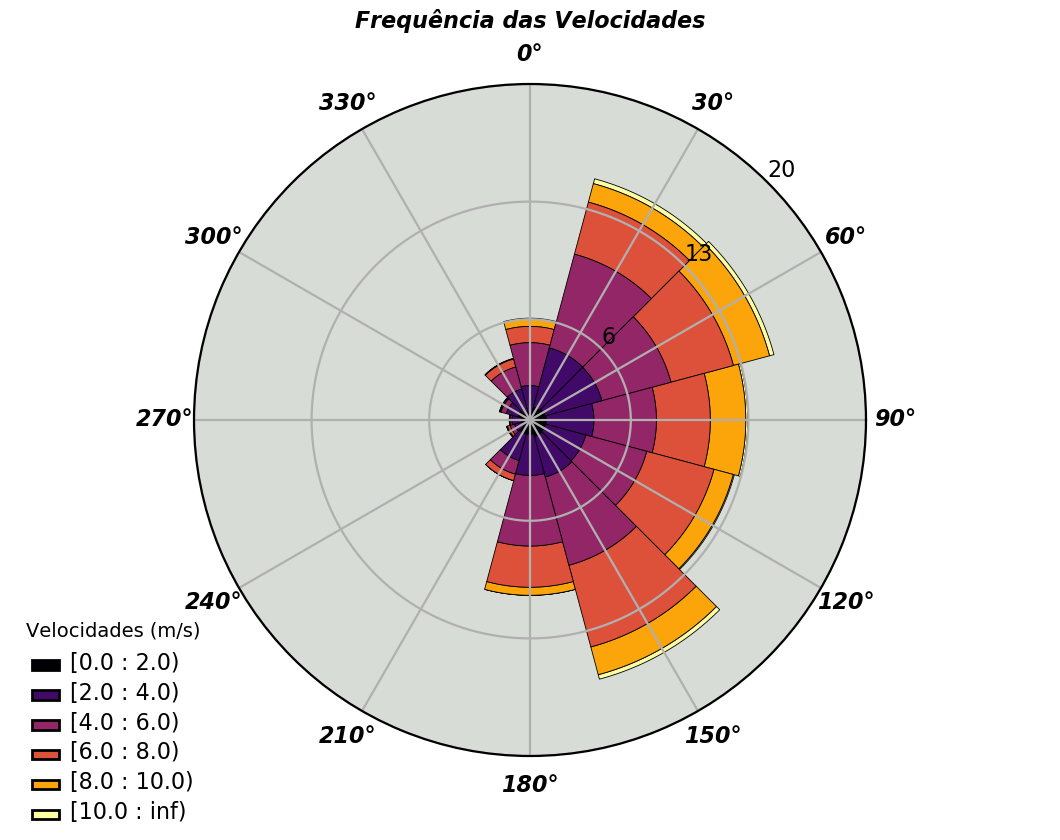 Frequência das Velocidades
0°
330°
30°
20
300°
60°
13
6
270°
90°
240°
120°
210°
150°
180°
Velocidades (m/s)
[0.0 : 2.0)
[2.0 : 4.0)
[4.0 : 6.0)
[6.0 : 8.0)
[8.0 : 10.0)
[10.0 : inf)